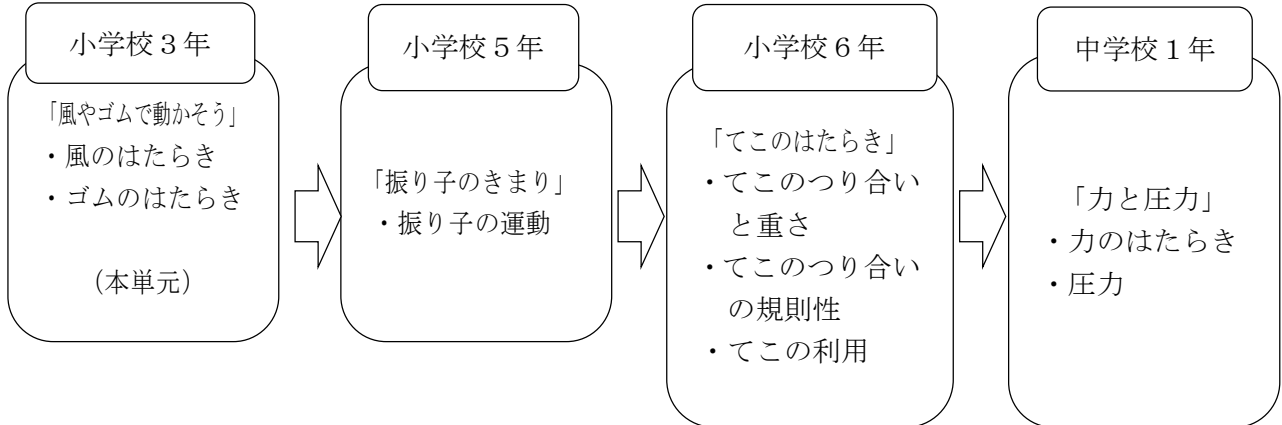 小学校３年
「風やゴムで動かそう」
・風のはたらき
・ゴムのはたらき
（本単元）
小学校５年
「振り子のきまり」
・振り子の運動
小学校６年
「てこのはたらき」
・てこのつり合い
と重さ
・てこのつり合い
の規則性
・てこの利用
中学校１年
「力と圧力」
・力のはたらき
・圧力